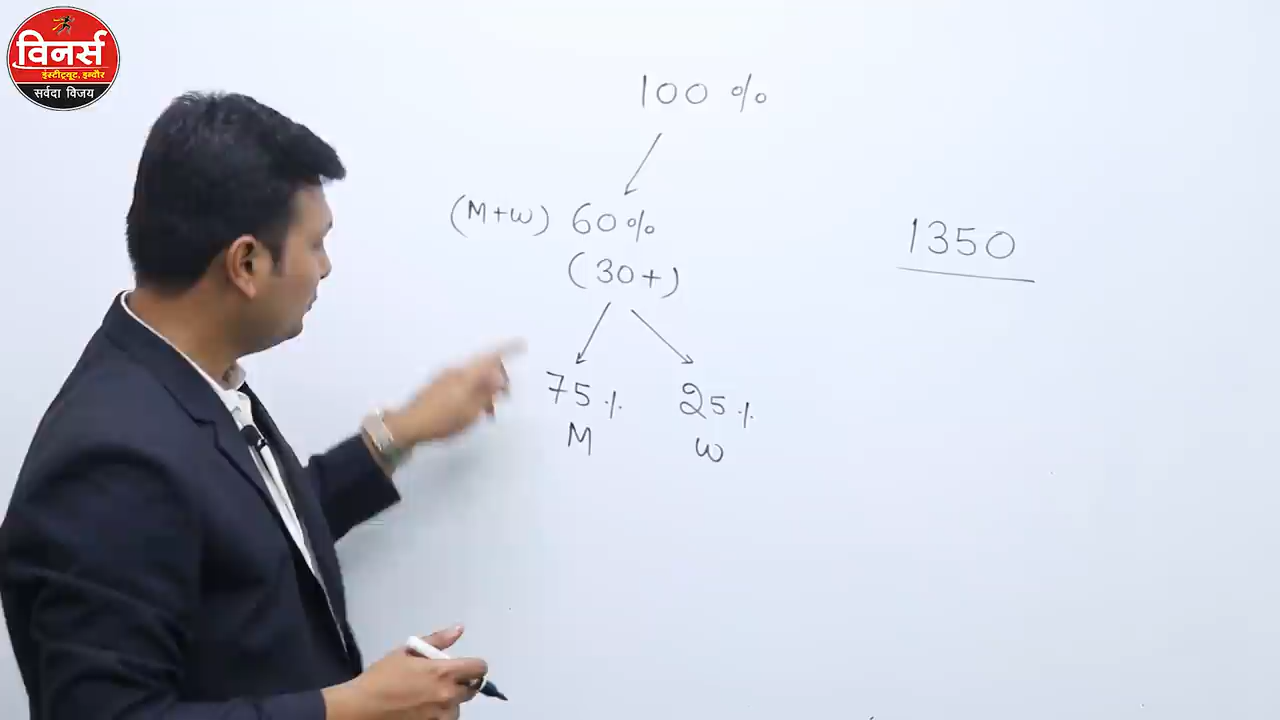 विनर्स
इंस्टीट्यूट, इन्दौर
सर्वदा विजय
100 %
(M+W) 60%
(30+)
1350
75% 25%
M W